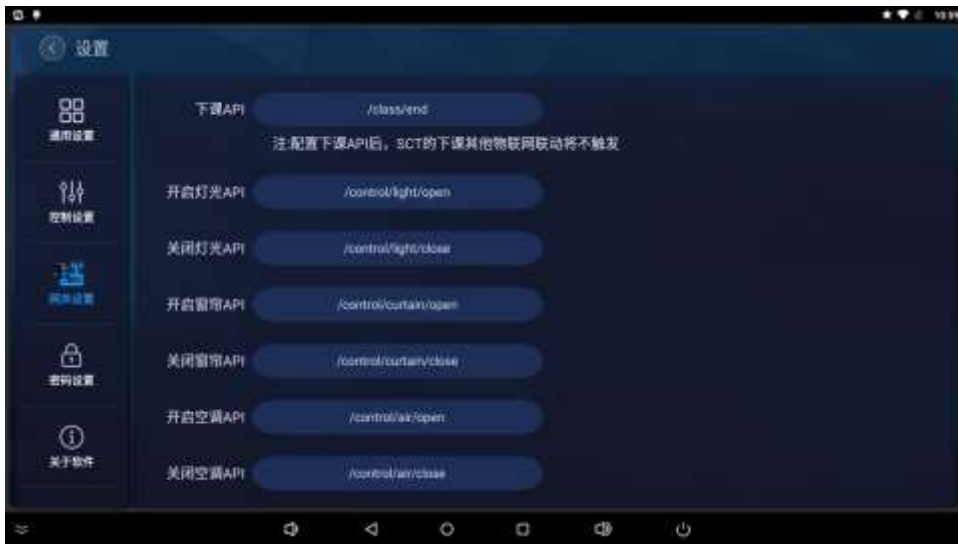 设置
通用设置
控制设置
网关设置
密码设置
关于软件
下课API
/class/end
注:配置下课API后，SCT的下课其他物联网联动将不触发
开启灯光API
/control/light/open
关闭灯光API
/control/light/close
开启窗帘API
/control/curtain/open
关闭窗帘API
/control/curtain/close
开启空调API
/control/air/open
关闭空调API
/control/air/close